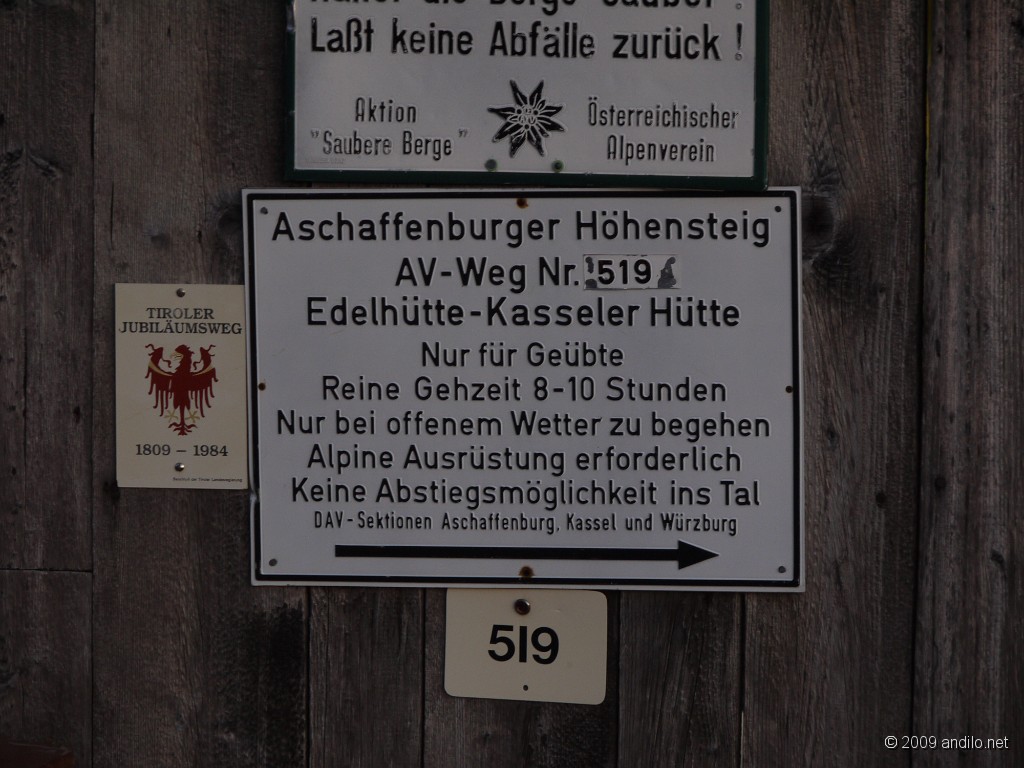 Laßt keine Abfälle zurück !
Aktion
"Saubere Berge"
Österreichischer
Alpenverein
Aschaffenburger Höhensteig
AV-Weg Nr. 519
Edelhütte-Kasseler Hütte
Nur für Geübte
Reine Gehzeit 8-10 Stunden
Nur bei offenem Wetter zu begehen
Alpine Ausrüstung erforderlich
Keine Abstiegsmöglichkeit ins Tal
DAV-Sektionen Aschaffenburg, Kassel und Würzburg
TIROLER
JUBILÄUMSWEG
1809 – 1984
519
© 2009 andilo.net